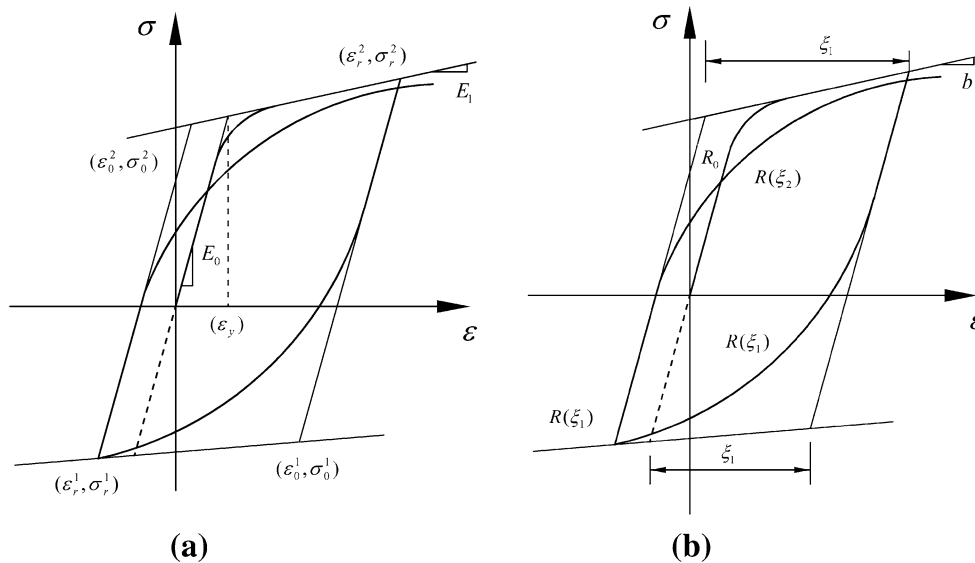 σ
(ε_r^2, σ_r^2)
E_1
(ε_0^2, σ_0^2)
E_0
(ε_y)
ε
(ε_r^1, σ_r^1)
(ε_0^1, σ_0^1)
(a)
σ
ξ_1
b
R_0
R(ξ_2)
ε
R(ξ_1)
R(ξ_1)
ξ_1
(b)